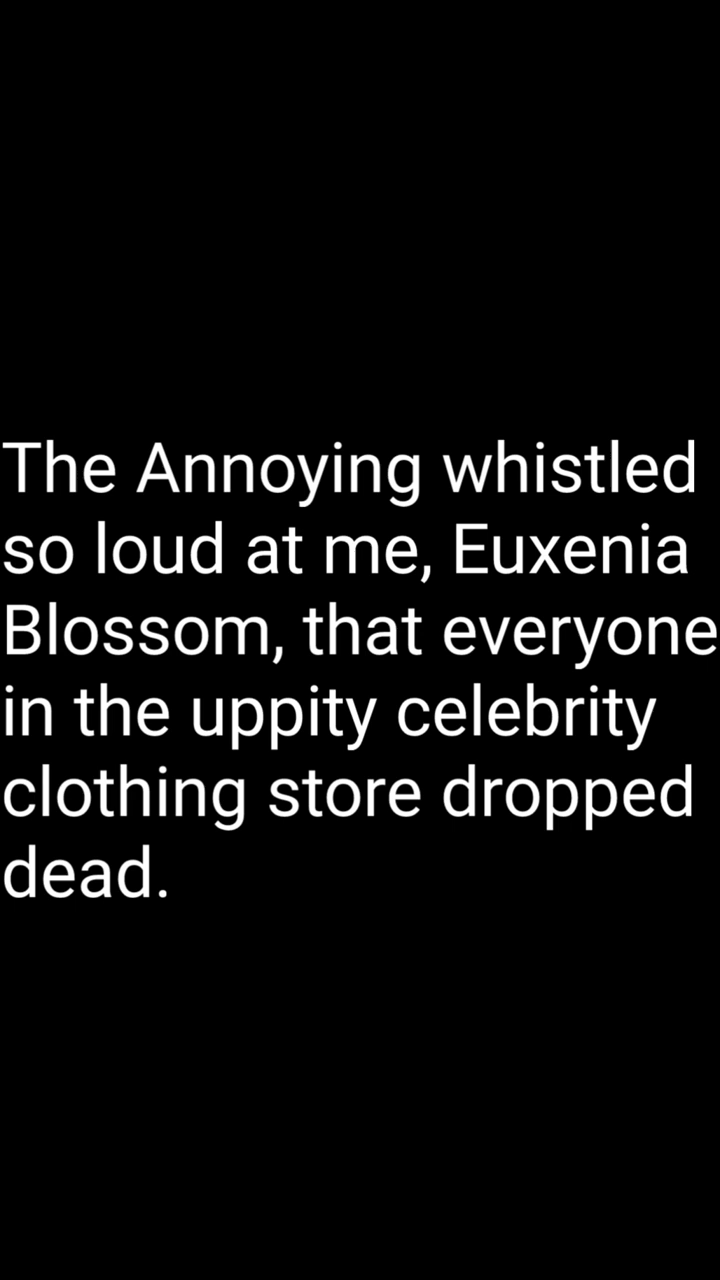 The Annoying whistled
so loud at me, Euxenia
Blossom, that everyone
in the uppity celebrity
clothing store dropped
dead.